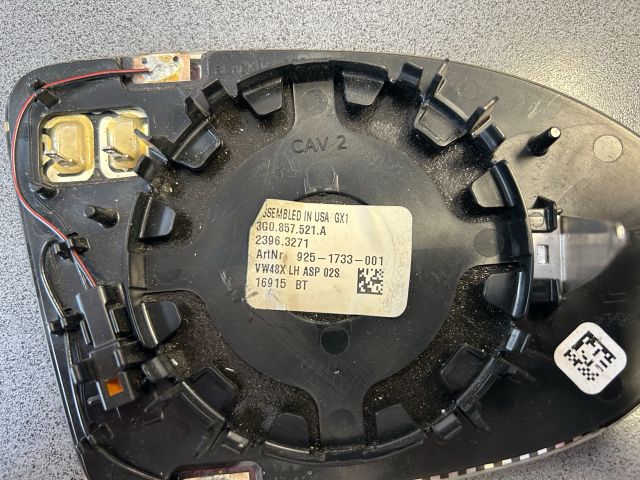 CAV 2
ASSEMBLED IN USA GX1
3G0.857.521.A
2396.3271
ArtNr 925-1733-001
VW48X LH ASP 02S
16915 BT